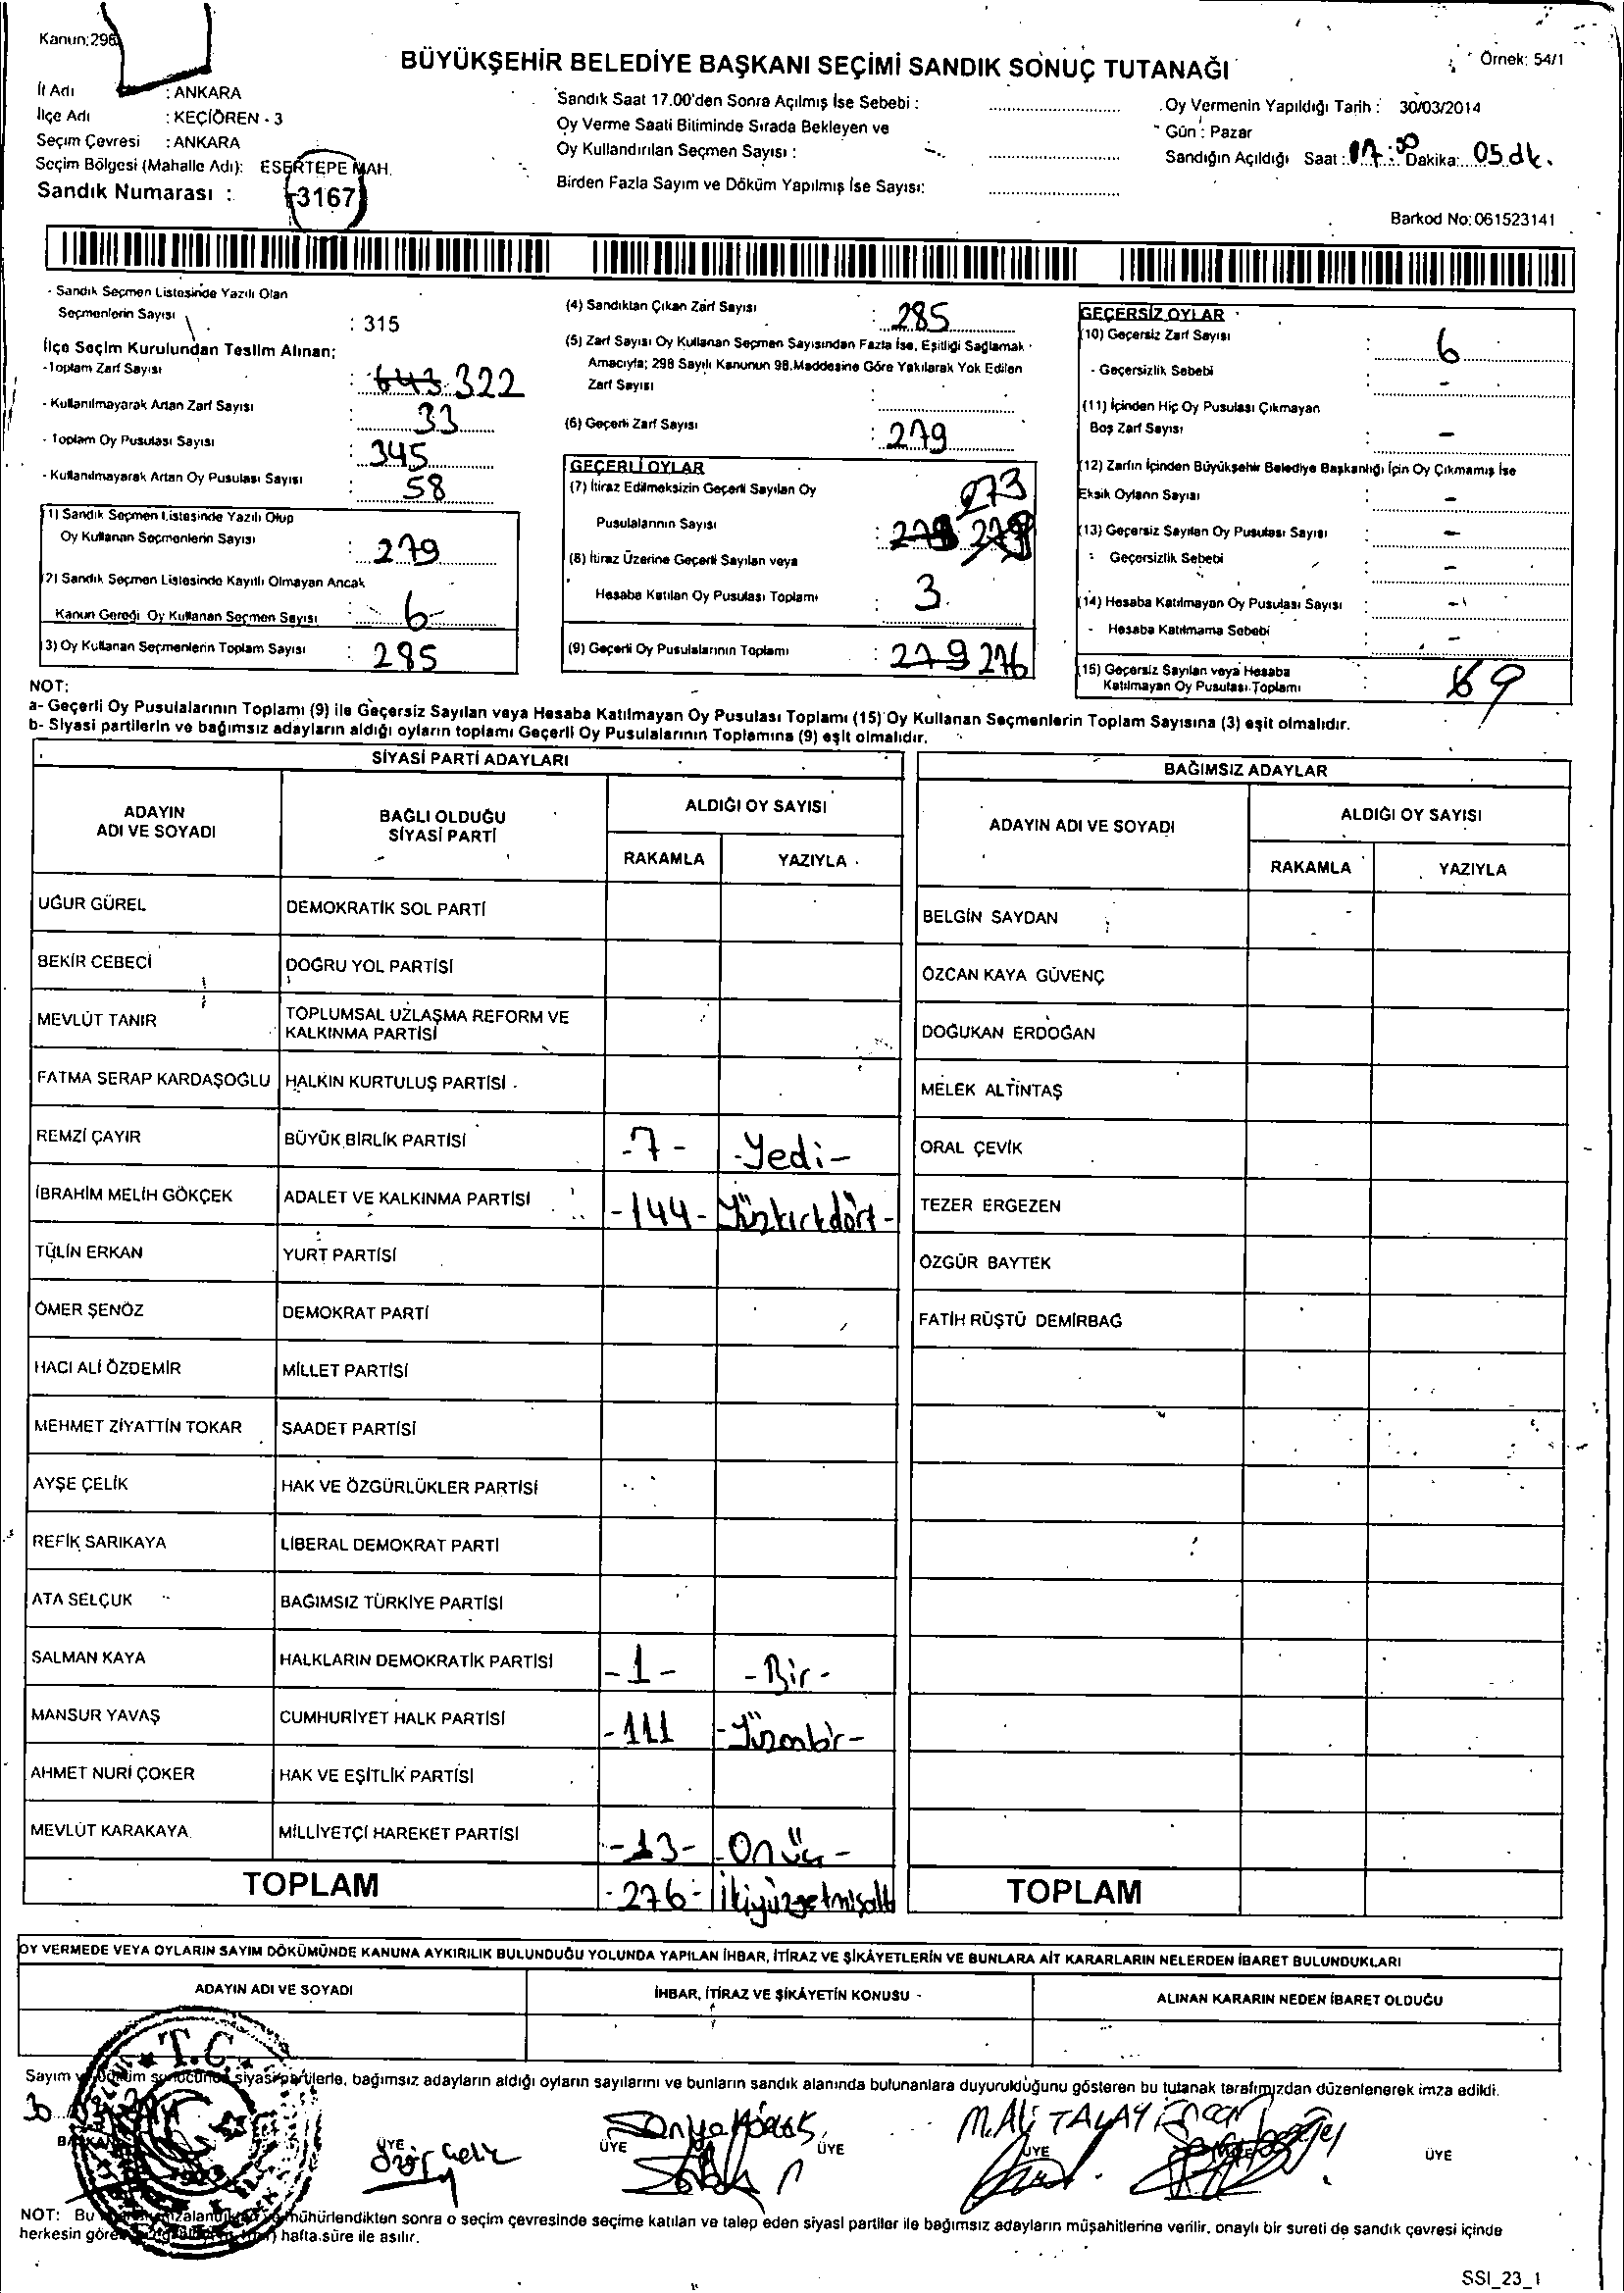 Kanun:298
BÜYÜKŞEHİR BELEDİYE BAŞKANI SEÇİMİ SANDIK SONUÇ TUTANAĞI
Örnek: 54/1
İl Adı : ANKARA
İlçe Adı : KEÇİÖREN - 3
Seçim Çevresi : ANKARA
Seçim Bölgesi (Mahalle Adı): ESERTEPE MAH.
Sandık Numarası : 3167
Sandık Saat 17.00'den Sonra Açılmış İse Sebebi :
Oy Verme Saati Bitiminde Sırada Bekleyen ve
Oy Kullandırılan Seçmen Sayısı :
Birden Fazla Sayım ve Döküm Yapılmış İse Sayısı:
Oy Vermenin Yapıldığı Tarih : 30/03/2014
Gün : Pazar
Sandığın Açıldığı Saat : 17:00 Dakika: 05 dk.
Barkod No: 061523141
- Sandık Seçmen Listesinde Yazılı Olan
Seçmenlerin Sayısı : 315
İlçe Seçim Kurulundan Teslim Alınan;
- Toplam Zarf Sayısı : 643 322
- Kullanılmayarak Artan Zarf Sayısı : 33
- Toplam Oy Pusulası Sayısı : 345
- Kullanılmayarak Artan Oy Pusulası Sayısı : 58
(1) Sandık Seçmen Listesinde Yazılı Olup
Oy Kullanan Seçmenlerin Sayısı : 279
(2) Sandık Seçmen Listesinde Kayıtlı Olmayan Ancak
Kanun Gereği Oy Kullanan Seçmen Sayısı : 6
(3) Oy Kullanan Seçmenlerin Toplam Sayısı : 285
(4) Sandıktan Çıkan Zarf Sayısı : 285
(5) Zarf Sayısı Oy Kullanan Seçmen Sayısından Fazla İse, Eşitliği Sağlamak
Amacıyla; 298 Sayılı Kanunun 98.Maddesine Göre Yakılarak Yok Edilen
Zarf Sayısı :
(6) Geçerli Zarf Sayısı : 279
GEÇERLİ OYLAR
(7) İtiraz Edilmeksizin Geçerli Sayılan Oy
Pusulalarının Sayısı : 273
(8) İtiraz Üzerine Geçerli Sayılan veya
Hesaba Katılan Oy Pusulası Toplamı : 3
(9) Geçerli Oy Pusulalarının Toplamı : 279 276
GEÇERSİZ OYLAR
(10) Geçersiz Zarf Sayısı : 6
- Geçersizlik Sebebi : -
(11) İçinden Hiç Oy Pusulası Çıkmayan
Boş Zarf Sayısı : -
(12) Zarfın İçinden Büyükşehir Belediye Başkanlığı İçin Oy Çıkmamış İse
Eksik Oyların Sayısı : -
(13) Geçersiz Sayılan Oy Pusulası Sayısı : -
- Geçersizlik Sebebi : -
(14) Hesaba Katılmayan Oy Pusulası Sayısı : -
- Hesaba Katılmama Sebebi : -
(15) Geçersiz Sayılan veya Hesaba
Katılmayan Oy Pusulası Toplamı : 9
NOT:
a- Geçerli Oy Pusulalarının Toplamı (9) ile Geçersiz Sayılan veya Hesaba Katılmayan Oy Pusulası Toplamı (15) Oy Kullanan Seçmenlerin Toplam Sayısına (3) eşit olmalıdır.
b- Siyasi partilerin ve bağımsız adayların aldığı oyların toplamı Geçerli Oy Pusulalarının Toplamına (9) eşit olmalıdır.
SİYASİ PARTİ ADAYLARI
ADAYIN ADI VE SOYADI
BAĞLI OLDUĞU SİYASİ PARTİ
ALDIĞI OY SAYISI
RAKAMLA YAZIYLA
UĞUR GÜREL DEMOKRATİK SOL PARTİ
BEKİR CEBECİ DOĞRU YOL PARTİSİ
MEVLÜT TANIR TOPLUMSAL UZLAŞMA REFORM VE
KALKINMA PARTİSİ
FATMA SERAP KARDAŞOĞLU HALKIN KURTULUŞ PARTİSİ
REMZİ ÇAYIR BÜYÜK BİRLİK PARTİSİ -7- -Yedi-
İBRAHİM MELİH GÖKÇEK ADALET VE KALKINMA PARTİSİ -144- Yüzkırkdört-
TÜLİN ERKAN YURT PARTİSİ
ÖMER ŞENÖZ DEMOKRAT PARTİ
HACI ALİ ÖZDEMİR MİLLET PARTİSİ
MEHMET ZİYATTİN TOKAR SAADET PARTİSİ
AYŞE ÇELİK HAK VE ÖZGÜRLÜKLER PARTİSİ
REFİK SARIKAYA LİBERAL DEMOKRAT PARTİ
ATA SELÇUK BAĞIMSIZ TÜRKİYE PARTİSİ
SALMAN KAYA HALKLARIN DEMOKRATİK PARTİSİ -1- -Bir-
MANSUR YAVAŞ CUMHURİYET HALK PARTİSİ -111 -Yüzonbir-
AHMET NURİ ÇOKER HAK VE EŞİTLİK PARTİSİ
MEVLÜT KARAKAYA MİLLİYETÇİ HAREKET PARTİSİ -13- -Onüç-
TOPLAM -276- İkiyüzyetmişaltı
BAĞIMSIZ ADAYLAR
ADAYIN ADI VE SOYADI
ALDIĞI OY SAYISI
RAKAMLA YAZIYLA
BELGİN SAYDAN
ÖZCAN KAYA GÜVENÇ
DOĞUKAN ERDOĞAN
MELEK ALTINTAŞ
ORAL ÇEVİK
TEZER ERGEZEN
ÖZGÜR BAYTEK
FATİH RÜŞTÜ DEMİRBAĞ
TOPLAM
OY VERMEDE VEYA OYLARIN SAYIM DÖKÜMÜNDE KANUNA AYKIRILIK BULUNDUĞU YOLUNDA YAPILAN İHBAR, İTİRAZ VE ŞİKÂYETLERİN VE BUNLARA AİT KARARLARIN NELERDEN İBARET BULUNDUKLARI
ADAYIN ADI VE SOYADI
İHBAR, İTİRAZ VE ŞİKÂYETİN KONUSU
ALINAN KARARIN NEDEN İBARET OLDUĞU
T.C.
Sayım siyasi partilerle, bağımsız adayların aldığı oyların sayılarını ve bunların sandık alanında bulunanlara duyurulduğunu gösteren bu tutanak tarafımızdan düzenlenerek imza edildi.
30
M.Ali TALAY
ÜYE ÜYE ÜYE ÜYE ÜYE
NOT: Bu mühürlendikten sonra o seçim çevresinde seçime katılan ve talep eden siyasi partiler ile bağımsız adayların müşahitlerine verilir, onaylı bir sureti de sandık çevresi içinde
herkesin hafta süre ile asılır.
SSI_23_1